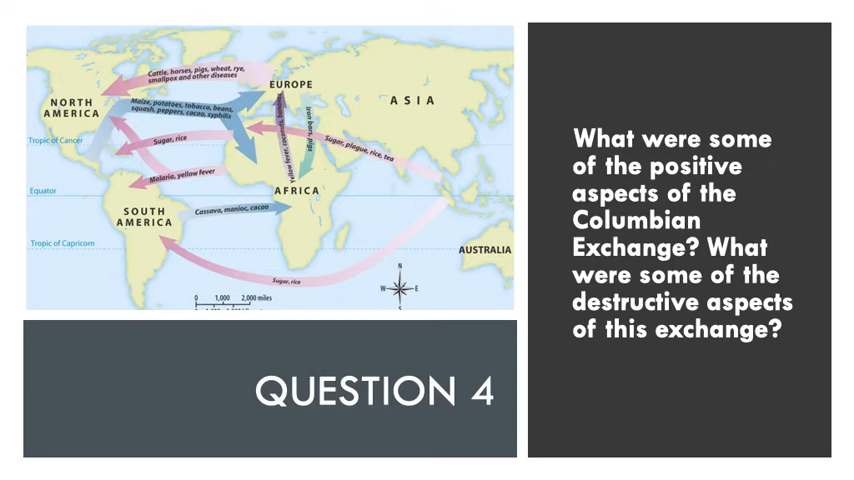 Cattle, horses, pigs, wheat, rye,
smallpox and other diseases
EUROPE
NORTH
AMERICA
ASIA
Maize, potatoes, tobacco, beans,
squash, peppers, cacao, syphilis
Iron bars, pigs
Yellow fever, coconuts,
Tropic of Cancer
Sugar, rice
Sugar, plague, rice, tea
Malaria, yellow fever
Equator
AFRICA
SOUTH
AMERICA
Cassava, manioc, cacao
Tropic of Capricorn
AUSTRALIA
Sugar, rice
N
W
E
S
0 1,000 2,000 miles
What were some
of the positive
aspects of the
Columbian
Exchange? What
were some of the
destructive aspects
of this exchange?
QUESTION 4